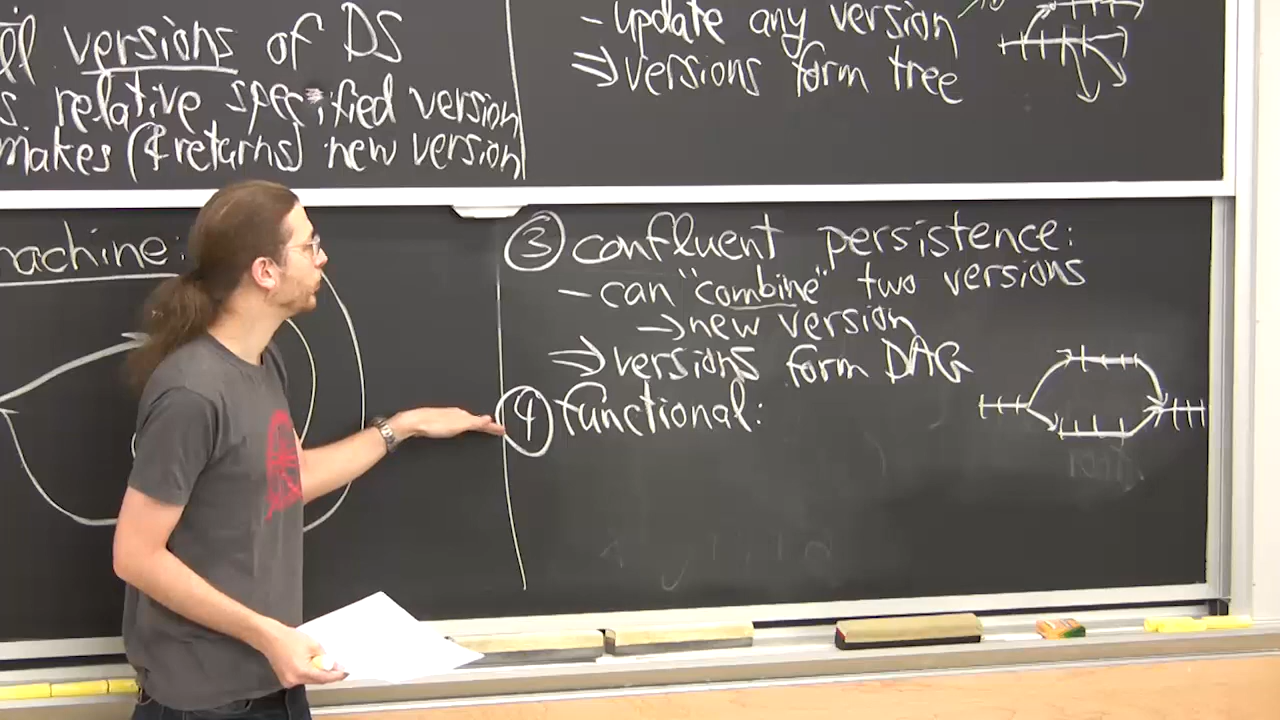 versions of DS
relative specified version
makes (& returns) new version
- update any version
⇒ versions form tree
machine:
③ confluent persistence:
- can "combine" two versions
→ new version
⇒ versions form DAG
④ functional: